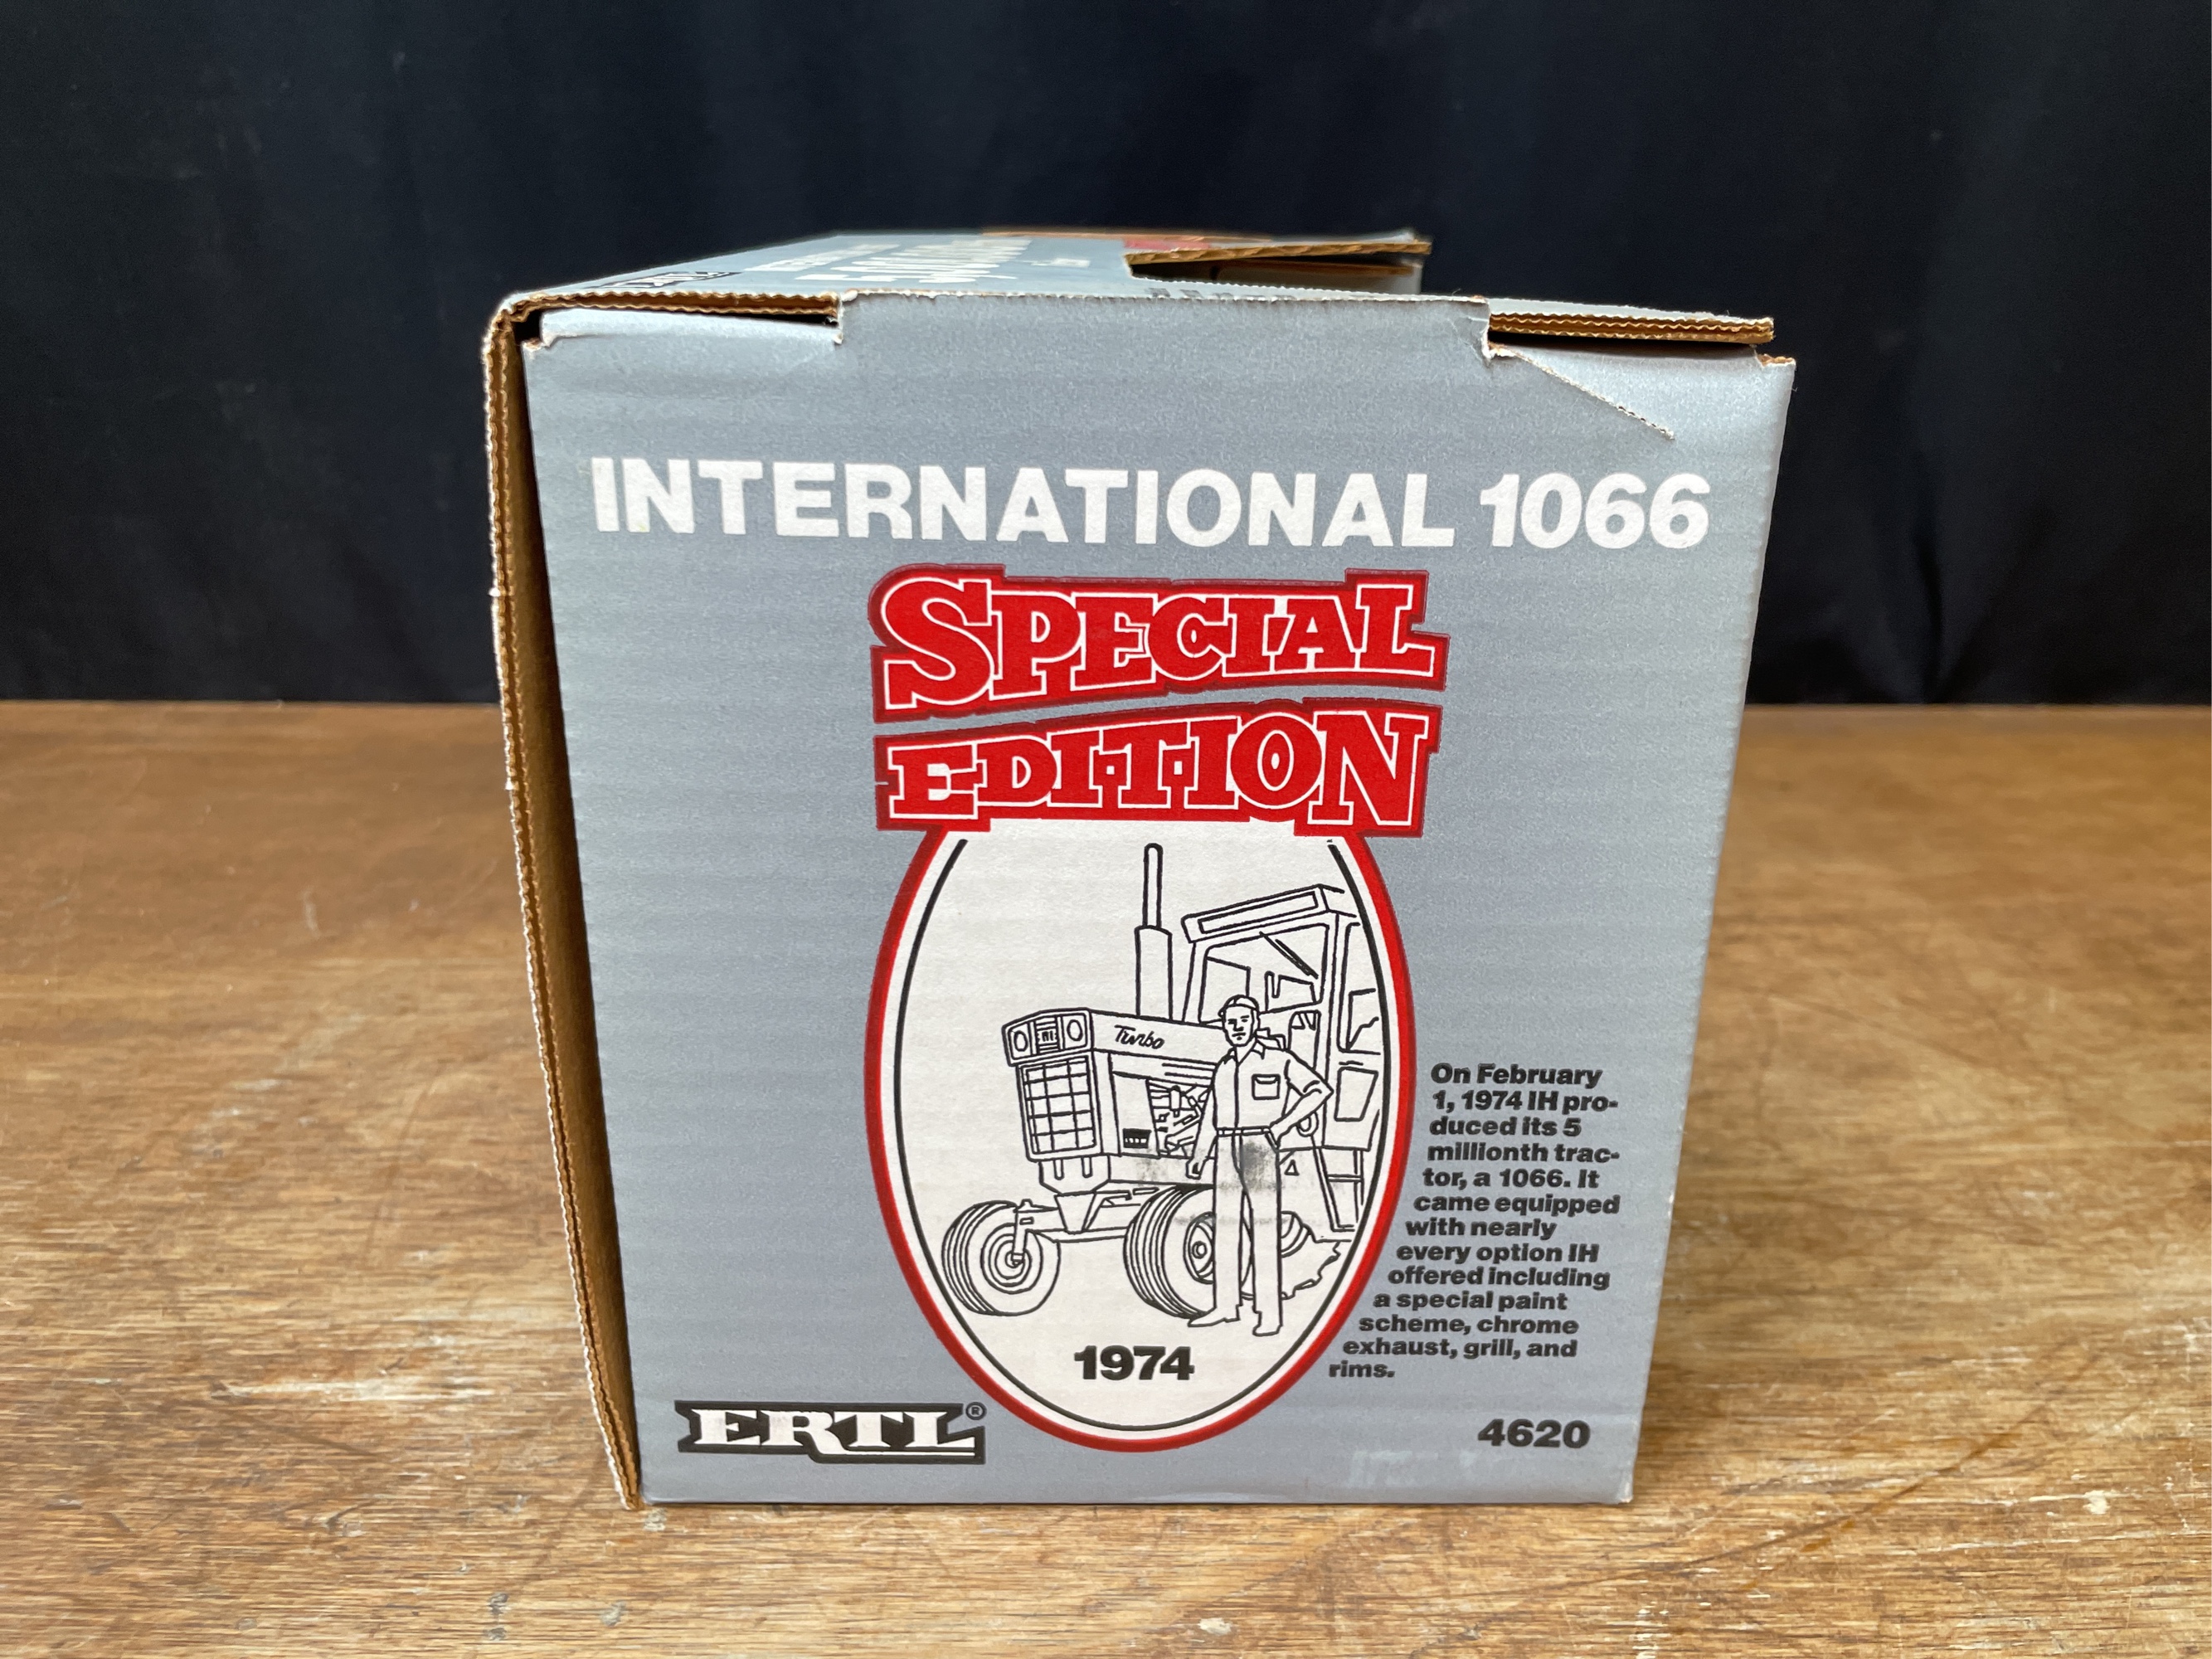 INTERNATIONAL 1066
SPECIAL
EDITION
Turbo
On February
1, 1974 IH pro-
duced its 5
millionth trac-
tor, a 1066. It
came equipped
with nearly
every option IH
offered including
a special paint
scheme, chrome
exhaust, grill, and
rims.
1974
ERTL®
4620